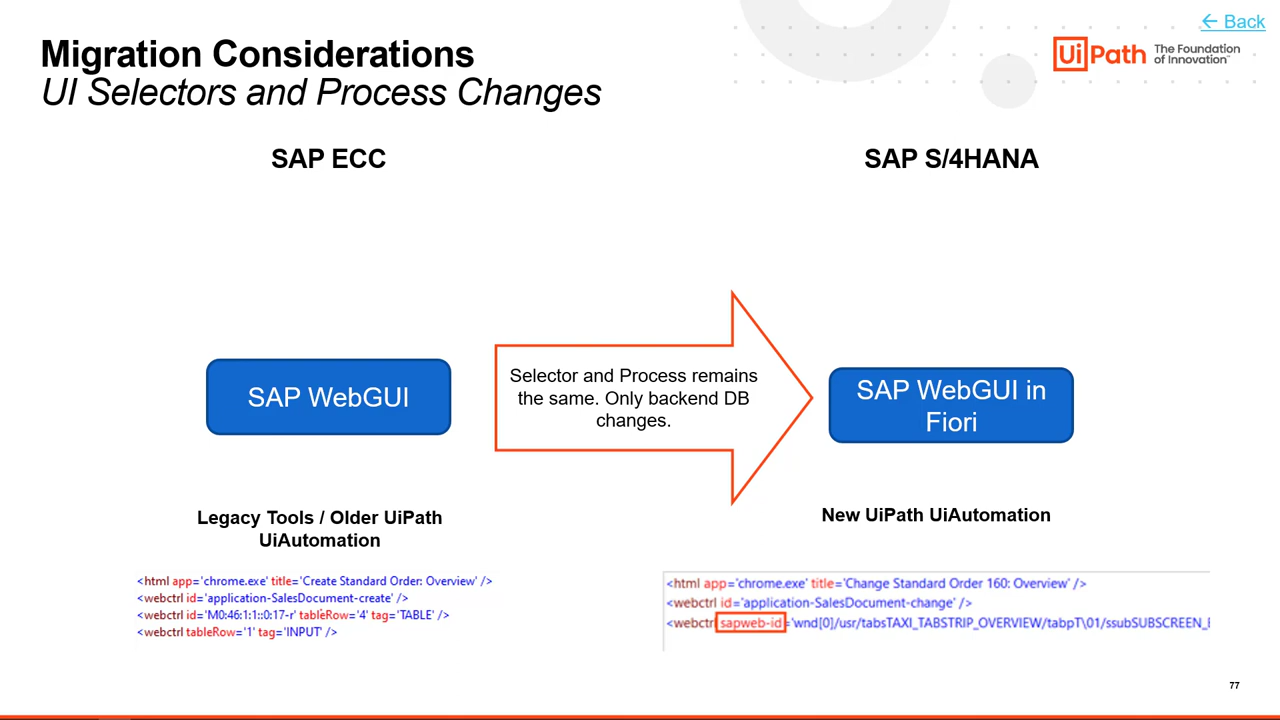 ← Back
Migration Considerations
UI Selectors and Process Changes
UiPath The Foundation
of Innovation™
SAP ECC
SAP S/4HANA
SAP WebGUI
Selector and Process remains
the same. Only backend DB
changes.
SAP WebGUI in
Fiori
Legacy Tools / Older UiPath
UiAutomation
New UiPath UiAutomation
<html app='chrome.exe' title='Create Standard Order: Overview' />
<webctrl id='application-SalesDocument-create' />
<webctrl id='M0:46:1:1::0:17-r' tableRow='4' tag='TABLE' />
<webctrl tableRow='1' tag='INPUT' />
<html app='chrome.exe' title='Change Standard Order 160: Overview' />
<webctrl id='application-SalesDocument-change' />
<webctrl sapweb-id='wnd[0]/usr/tabsTAXI_TABSTRIP_OVERVIEW/tabpT\01/ssubSUBSCREEN_
77